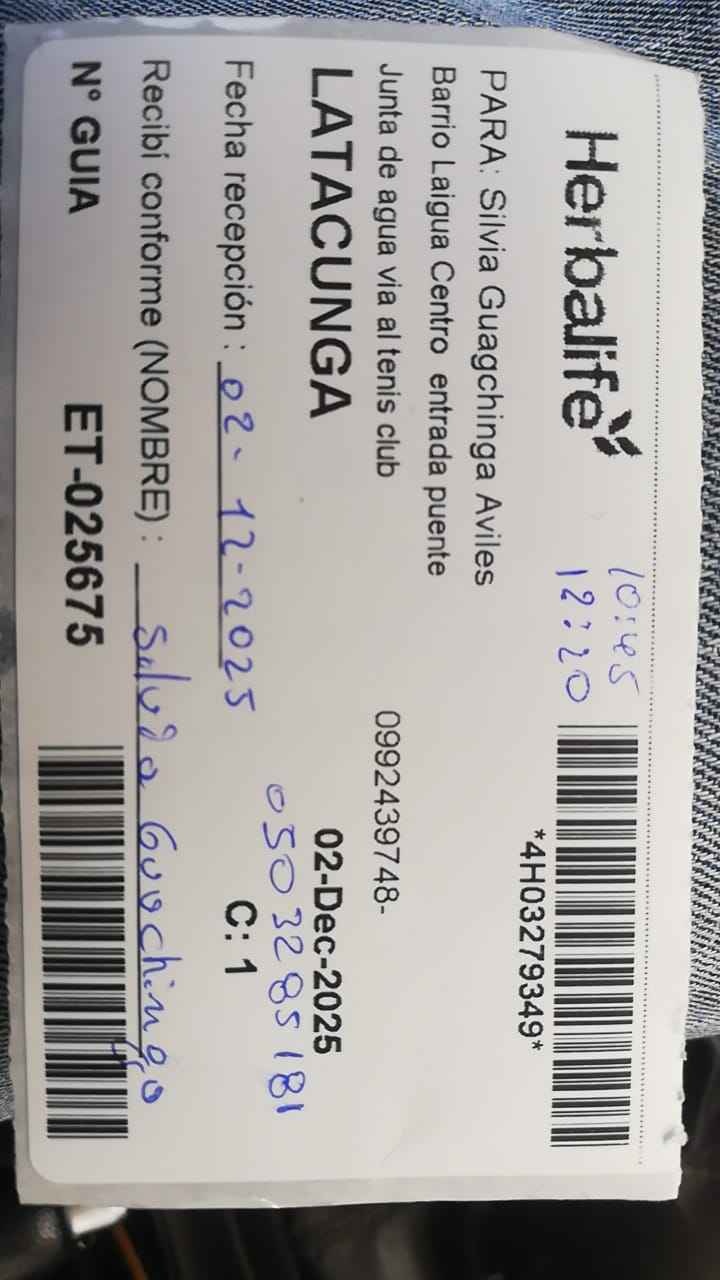 Herbalife
10:45
12:20
*4H03279349*
PARA: Silvia Guagchinga Aviles
Barrio Laigua Centro entrada puente
Junta de agua via al tenis club
0992439748-
LATACUNGA
02-Dec-2025
0503285181
Fecha recepción : 02-12-2025
C: 1
Recibí conforme (NOMBRE) : Silvia Guachinga
N° GUIA ET-025675